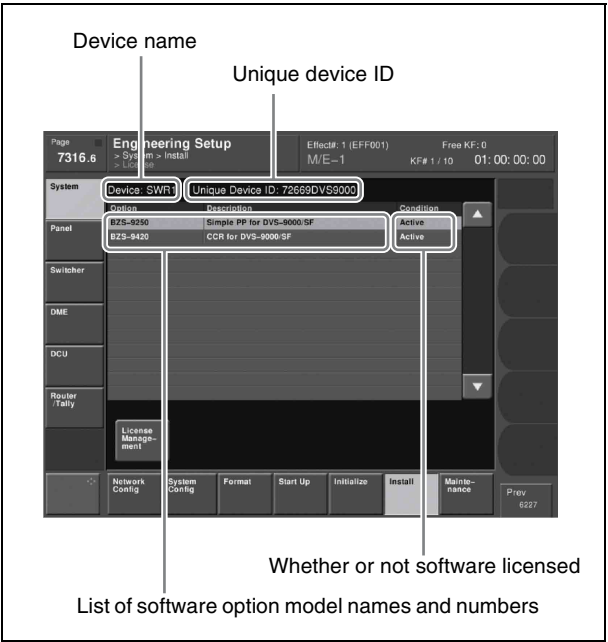 Device name
Unique device ID
Page
7316.6
Engineering Setup
> System > Install
> License
Effect#: 1 (EFF001)
Free KF: 0
M/E–1
KF# 1 / 10
01: 00: 00: 00
System
Device: SWR1
Unique Device ID: 72669DVS9000
Option
Description
Condition
BZS–9250
Simple PP for DVS–9000/SF
Active
BZS–9420
CCR for DVS–9000/SF
Active
Panel
Switcher
DME
DCU
Router
/Tally
License
Manage–
ment
Network
Config
System
Config
Format
Start Up
Initialize
Install
Mainte–
nance
Prev
6227
Whether or not software licensed
List of software option model names and numbers